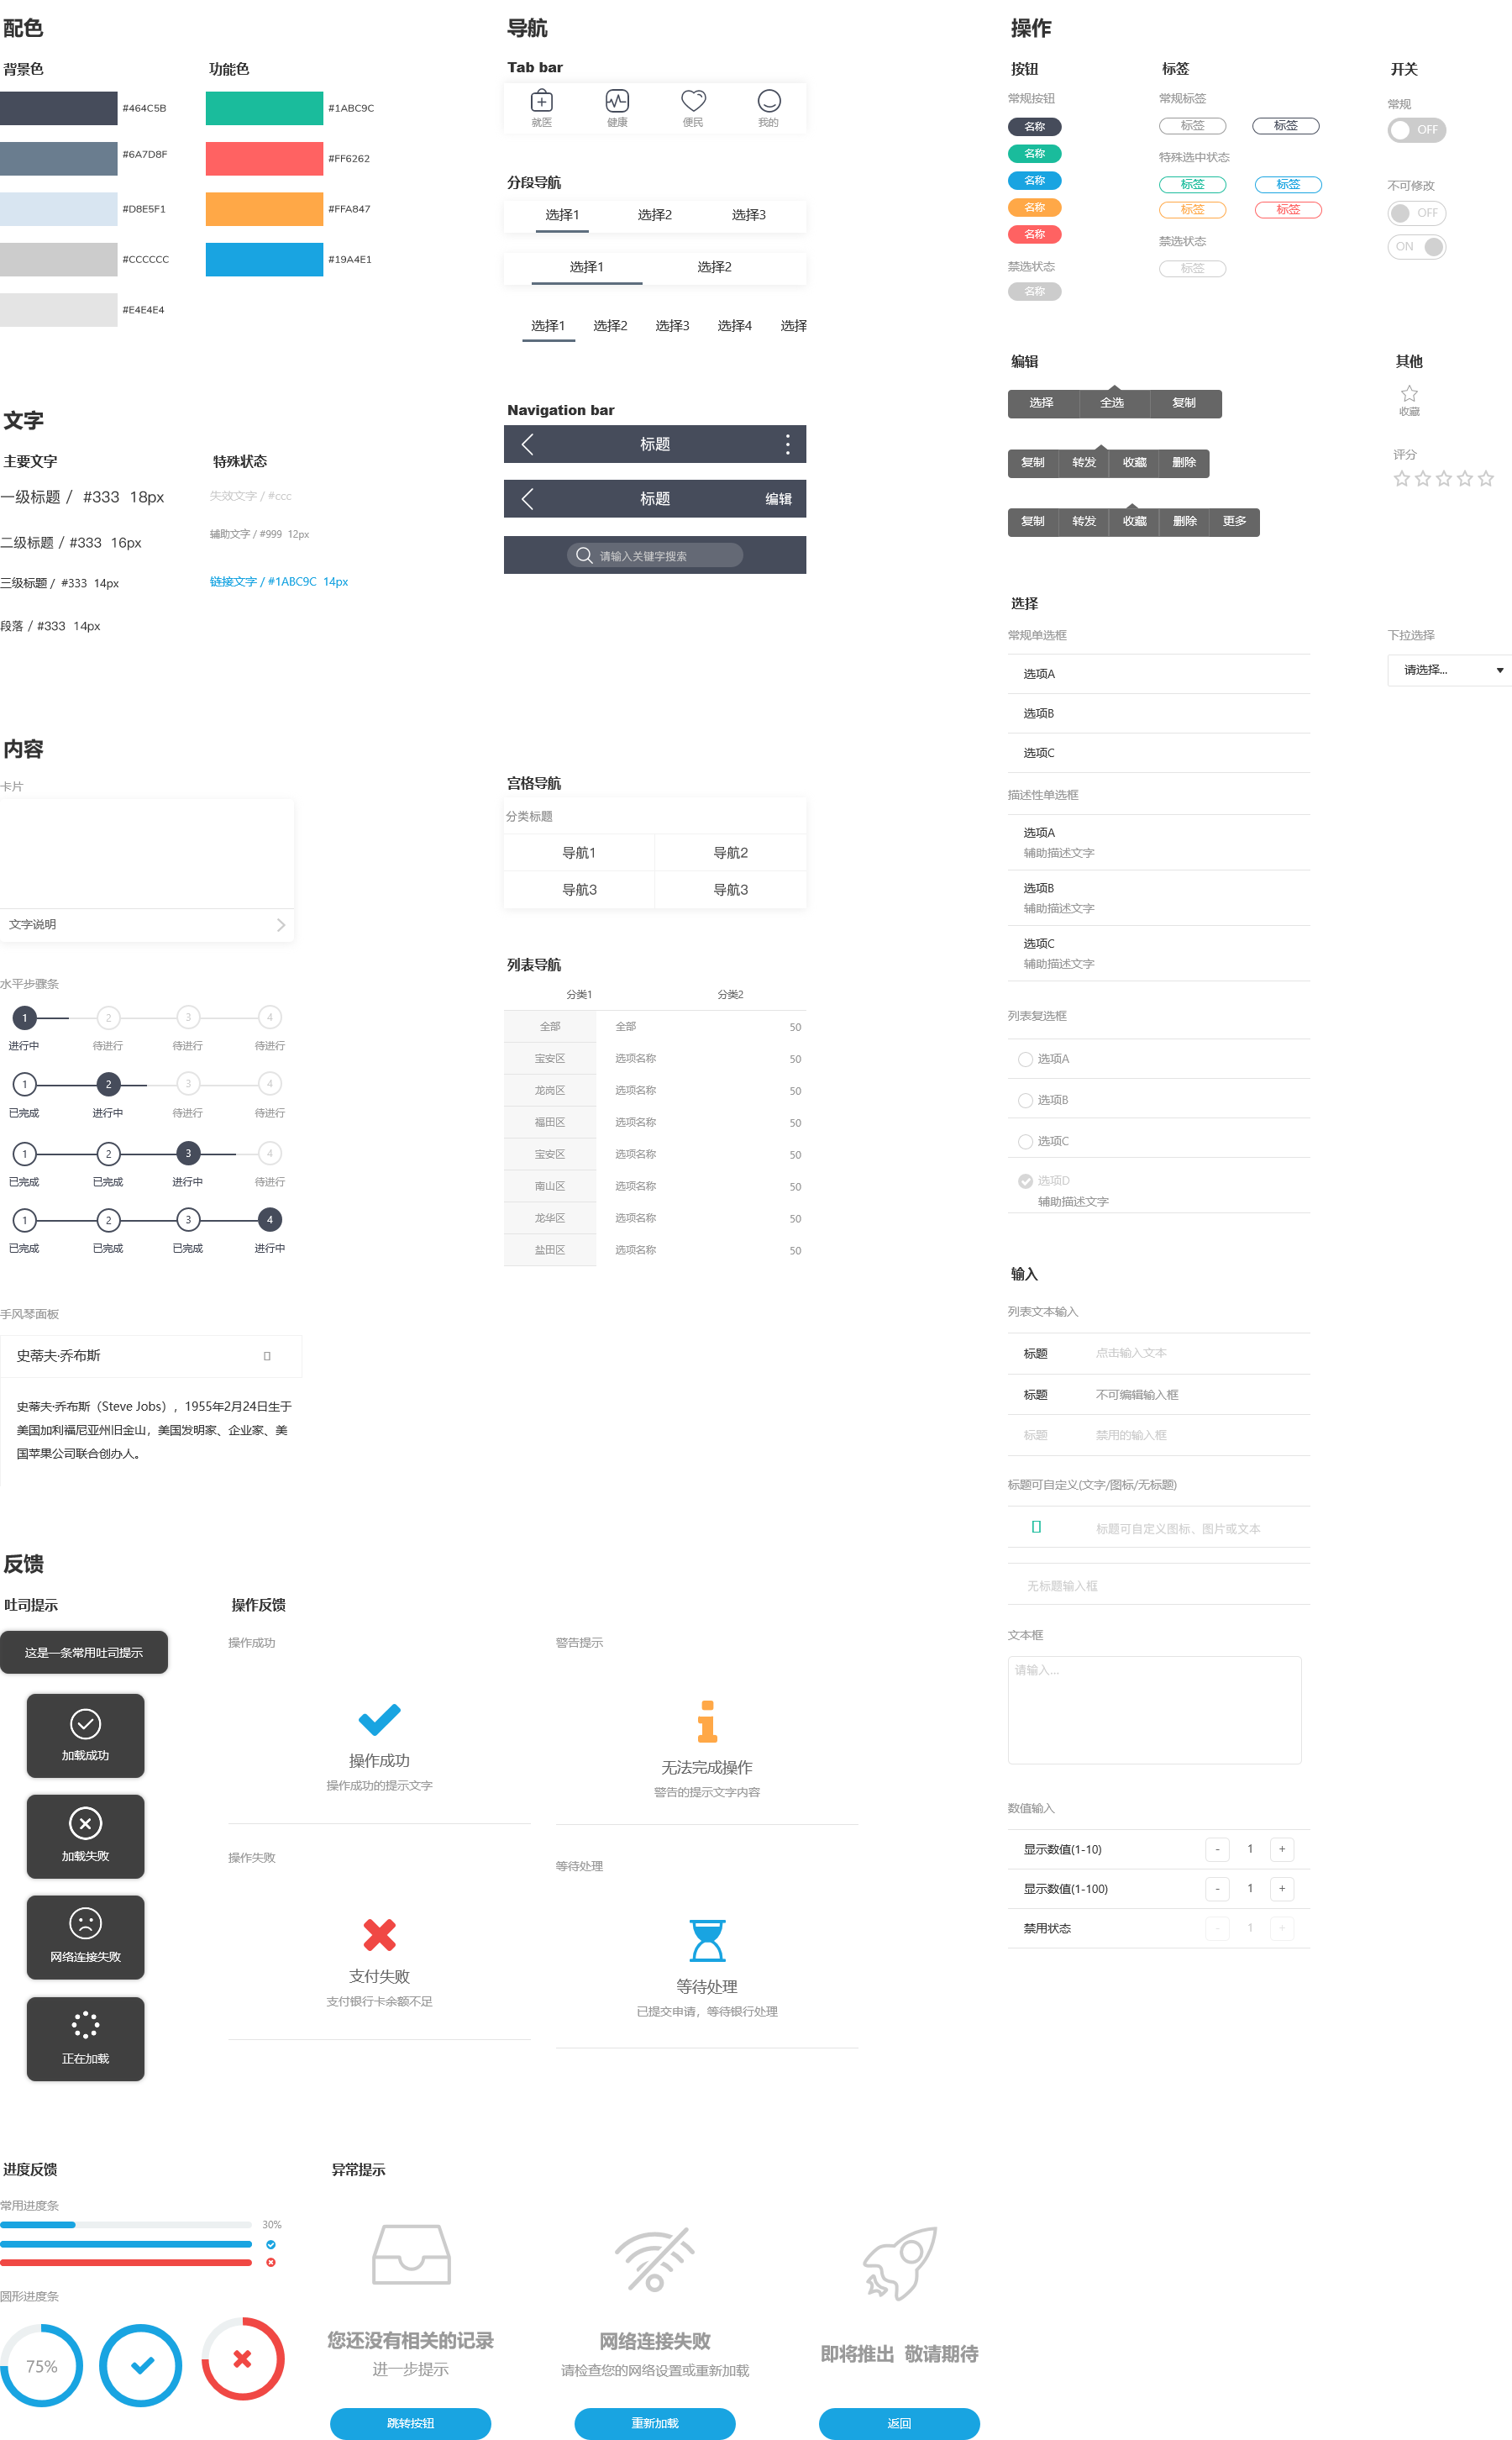 配色
背景色
功能色
#464C5B
#1ABC9C
#6A7D8F
#FF6262
#D8E5F1
#FFA847
#CCCCCC
#19A4E1
#E4E4E4
文字
主要文字
特殊状态
一级标题 / #333 18px
失效文字 / #ccc
二级标题 / #333 16px
辅助文字 / #999 12px
三级标题 / #333 14px
链接文字 / #1ABC9C 14px
段落 / #333 14px
导航
Tab bar
就医 健康 便民 我的
分段导航
选择1 选择2 选择3
选择1 选择2
选择1 选择2 选择3 选择4 选择
Navigation bar
标题
标题 编辑
请输入关键字搜索
操作
按钮
常规按钮
名称
名称
名称
名称
名称
禁选状态
名称
标签
常规标签
标签 标签
特殊选中状态
标签 标签
标签 标签
禁选状态
标签
开关
常规
OFF
不可修改
OFF
ON
编辑
选择 全选 复制
复制 转发 收藏 删除
复制 转发 收藏 删除 更多
其他
收藏
评分
选择
常规单选框
选项A
选项B
选项C
下拉选择
请选择...
描述性单选框
选项A
辅助描述文字
选项B
辅助描述文字
选项C
辅助描述文字
列表复选框
选项A
选项B
选项C
选项D
辅助描述文字
输入
列表文本输入
标题 点击输入文本
标题 不可编辑输入框
标题 禁用的输入框
标题可自定义(文字/图标/无标题)
标题可自定义图标、图片或文本
无标题输入框
文本框
请输入...
数值输入
显示数值(1-10) - 1 +
显示数值(1-100) - 1 +
禁用状态 - 1 +
内容
卡片
文字说明
水平步骤条
1 2 3 4
进行中 待进行 待进行 待进行
1 2 3 4
已完成 进行中 待进行 待进行
1 2 3 4
已完成 已完成 进行中 待进行
1 2 3 4
已完成 已完成 已完成 进行中
手风琴面板
史蒂夫·乔布斯
史蒂夫·乔布斯（Steve Jobs），1955年2月24日生于
美国加利福尼亚州旧金山，美国发明家、企业家、美
国苹果公司联合创办人。
宫格导航
分类标题
导航1 导航2
导航3 导航3
列表导航
分类1 分类2
全部 全部 50
宝安区 选项名称 50
龙岗区 选项名称 50
福田区 选项名称 50
宝安区 选项名称 50
南山区 选项名称 50
龙华区 选项名称 50
盐田区 选项名称 50
反馈
吐司提示
这是一条常用吐司提示
加载成功
加载失败
网络连接失败
正在加载
操作反馈
操作成功
操作成功
操作成功的提示文字
警告提示
无法完成操作
警告的提示文字内容
操作失败
支付失败
支付银行卡余额不足
等待处理
等待处理
已提交申请，等待银行处理
进度反馈
常用进度条
30%
圆形进度条
75%
异常提示
您还没有相关的记录
进一步提示
跳转按钮
网络连接失败
请检查您的网络设置或重新加载
重新加载
即将推出 敬请期待
返回